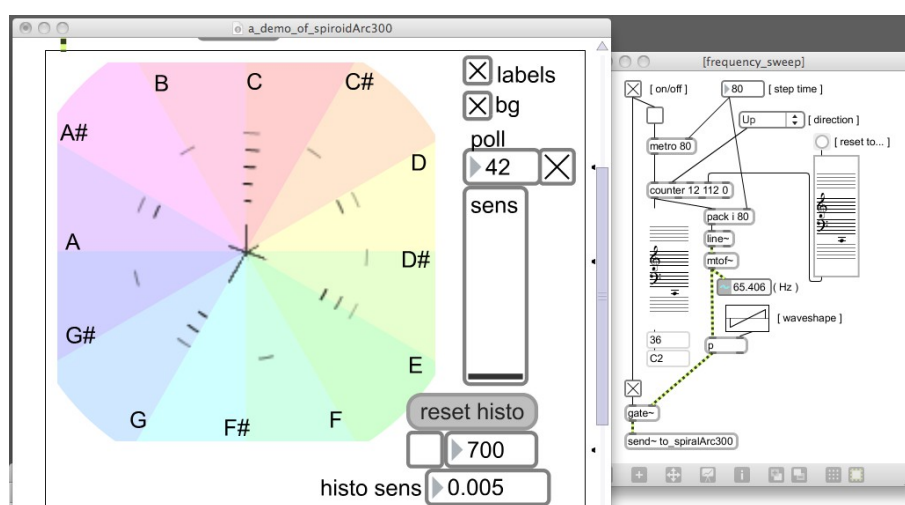 a_demo_of_spiroidArc300
B
C
C#
A#
D
A
D#
G#
E
G
F#
F
labels
bg
poll
42
sens
reset histo
700
histo sens
0.005
[frequency_sweep]
[ on/off ]
80
[ step time ]
Up
[ direction ]
metro 80
[ reset to... ]
counter 12 112 0
pack i 80
line~
mtof~
65.406
( Hz )
[ waveshape ]
36
C2
p
gate~
send~ to_spiralArc300